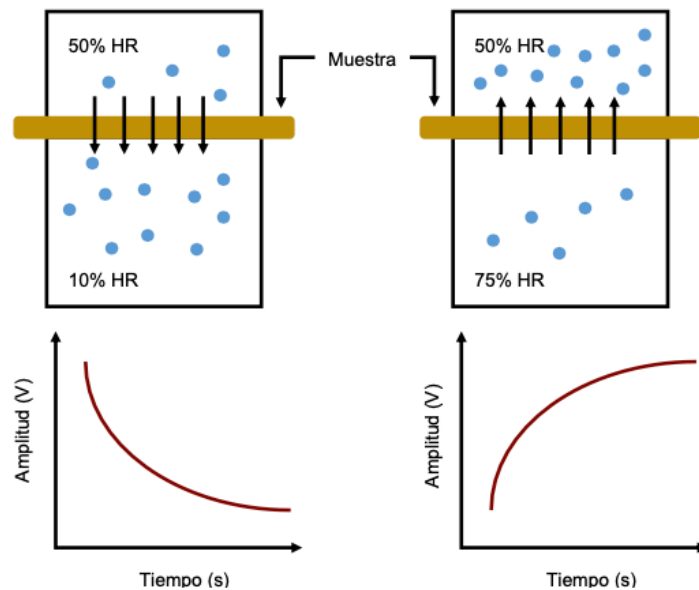 50% HR
Muestra
50% HR
10% HR
75% HR
Amplitud (V)
Amplitud (V)
Tiempo (s)
Tiempo (s)